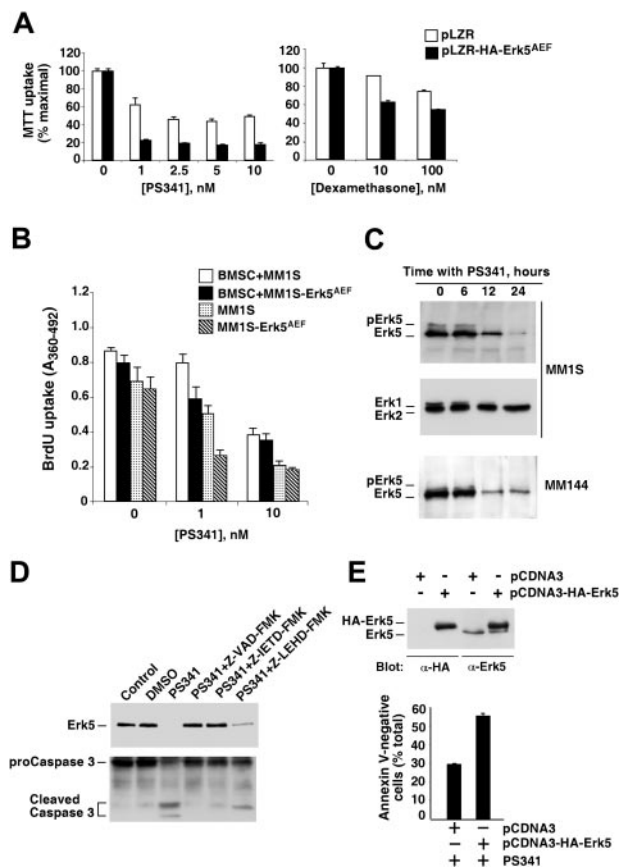 A
pLZR
pLZR-HA-Erk5AEF
MTT uptake
(% maximal)
100
80
60
40
20
0
0 1 2.5 5 10
[PS341], nM
100
80
60
40
20
0
0 10 100
[Dexamethasone], nM
B
BMSC+MM1S
BMSC+MM1S-Erk5AEF
MM1S
MM1S-Erk5AEF
BrdU uptake (A360-492)
1.0
0.8
0.6
0.4
0.2
0
0 1 10
[PS341], nM
C
Time with PS341, hours
0 6 12 24
pErk5
Erk5
Erk1
Erk2
MM1S
pErk5
Erk5
MM144
D
Control
DMSO
PS341
PS341+Z-VAD-FMK
PS341+Z-IETD-FMK
PS341+Z-LEHD-FMK
Erk5
proCaspase 3
Cleaved
Caspase 3
E
+ - + - pCDNA3
- + - + pCDNA3-HA-Erk5
HA-Erk5
Erk5
Blot: α-HA α-Erk5
Annexin V-negative
cells (% total)
60
50
40
30
20
10
0
+ – pCDNA3
– + pCDNA3-HA-Erk5
+ + PS341